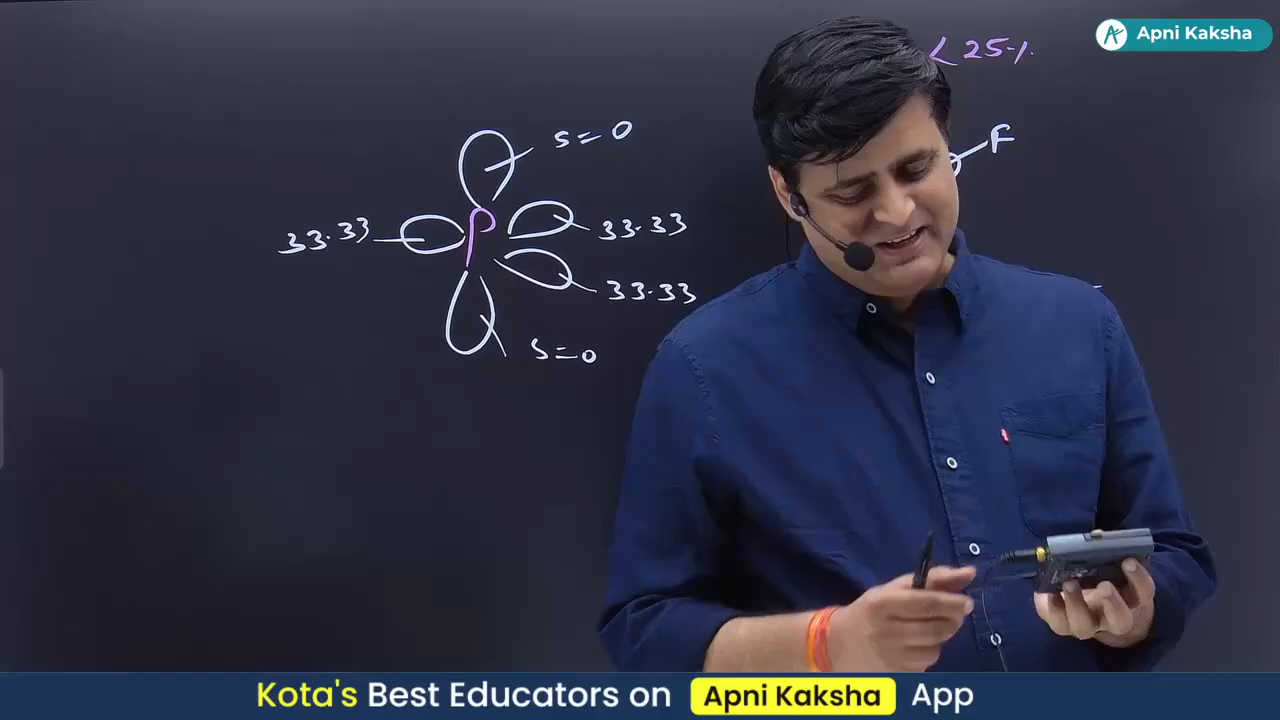 Apni Kaksha
< 25%
F
s = 0
33.33
P
33.33
33.33
s = 0
Kota's Best Educators on Apni Kaksha App